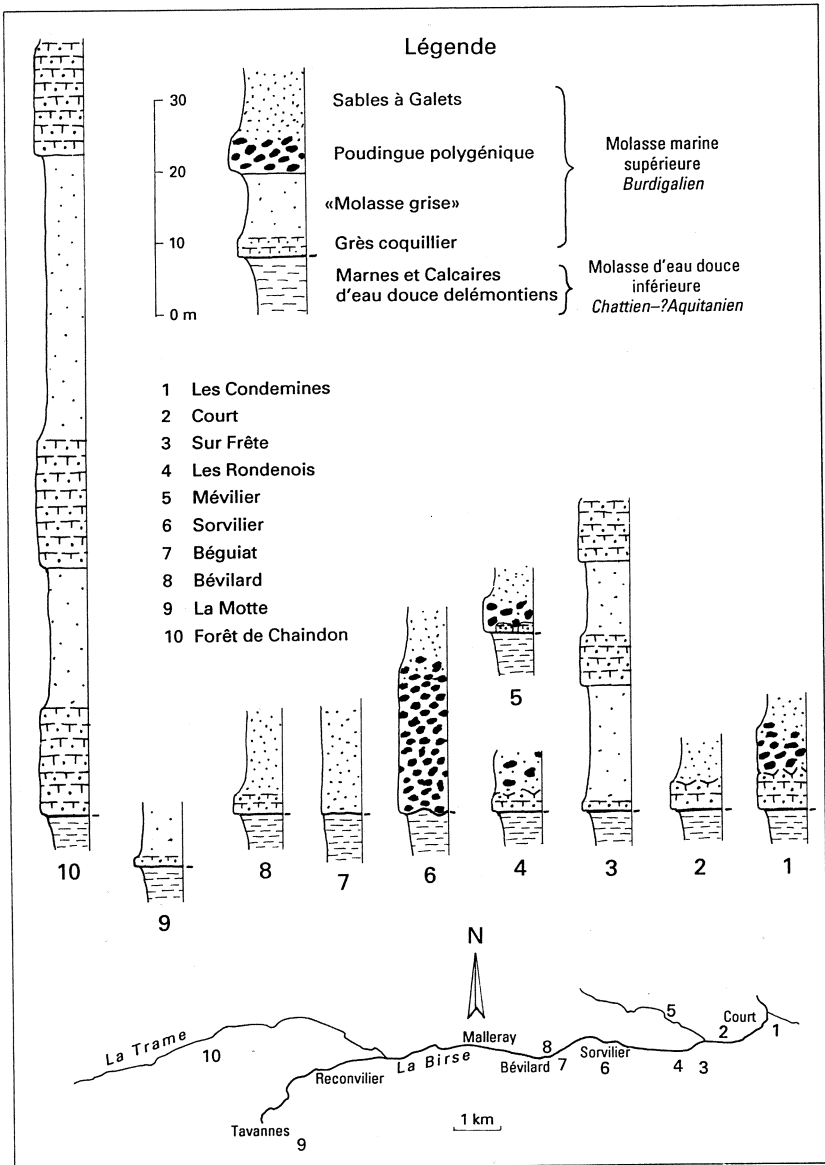 Légende
30
20
10
0 m
Sables à Galets
Poudingue polygénique
«Molasse grise»
Grès coquillier
Marnes et Calcaires
d'eau douce delémontiens
Molasse marine
supérieure
Burdigalien
Molasse d'eau douce
inférieure
Chattien–?Aquitanien
1 Les Condemines
2 Court
3 Sur Frête
4 Les Rondenois
5 Mévilier
6 Sorvilier
7 Béguiat
8 Bévilard
9 La Motte
10 Forêt de Chaindon
5
10
9
8
7
6
4
3
2
1
N
La Trame
10
Reconvilier
Tavannes
9
La Birse
Malleray
Bévilard
8
7
Sorvilier
6
5
4
3
2
Court
1
1 km